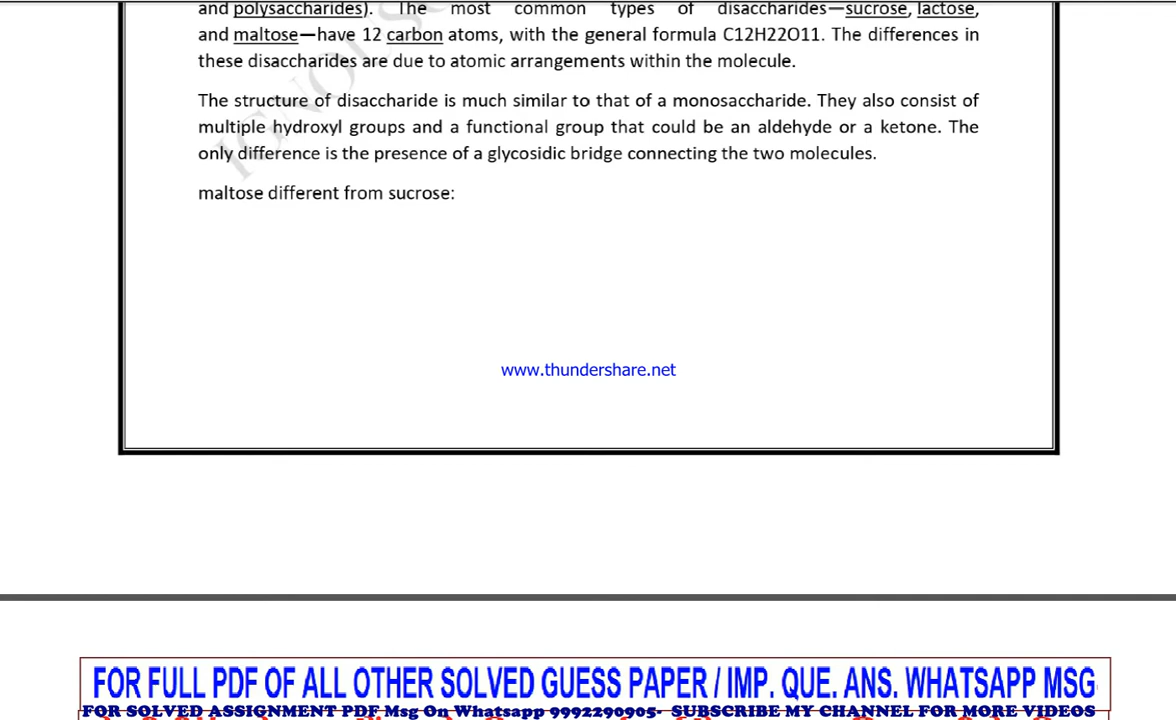 and polysaccharides). The most common types of disaccharides—sucrose, lactose,
and maltose—have 12 carbon atoms, with the general formula C12H22O11. The differences in
these disaccharides are due to atomic arrangements within the molecule.
The structure of disaccharide is much similar to that of a monosaccharide. They also consist of
multiple hydroxyl groups and a functional group that could be an aldehyde or a ketone. The
only difference is the presence of a glycosidic bridge connecting the two molecules.
maltose different from sucrose:
www.thundershare.net
FOR FULL PDF OF ALL OTHER SOLVED GUESS PAPER / IMP. QUE. ANS. WHATSAPP MSG
FOR SOLVED ASSIGNMENT PDF Msg On Whatsapp 9992290905- SUBSCRIBE MY CHANNEL FOR MORE VIDEOS